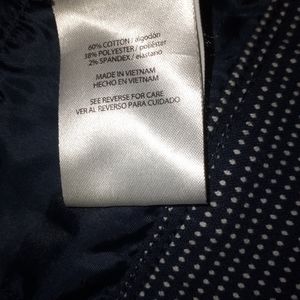 60% COTTON / algodón
38% POLYESTER / poliéster
2% SPANDEX / elastano
MADE IN VIETNAM
HECHO EN VIETNAM
SEE REVERSE FOR CARE
VER AL REVERSO PARA CUIDADO